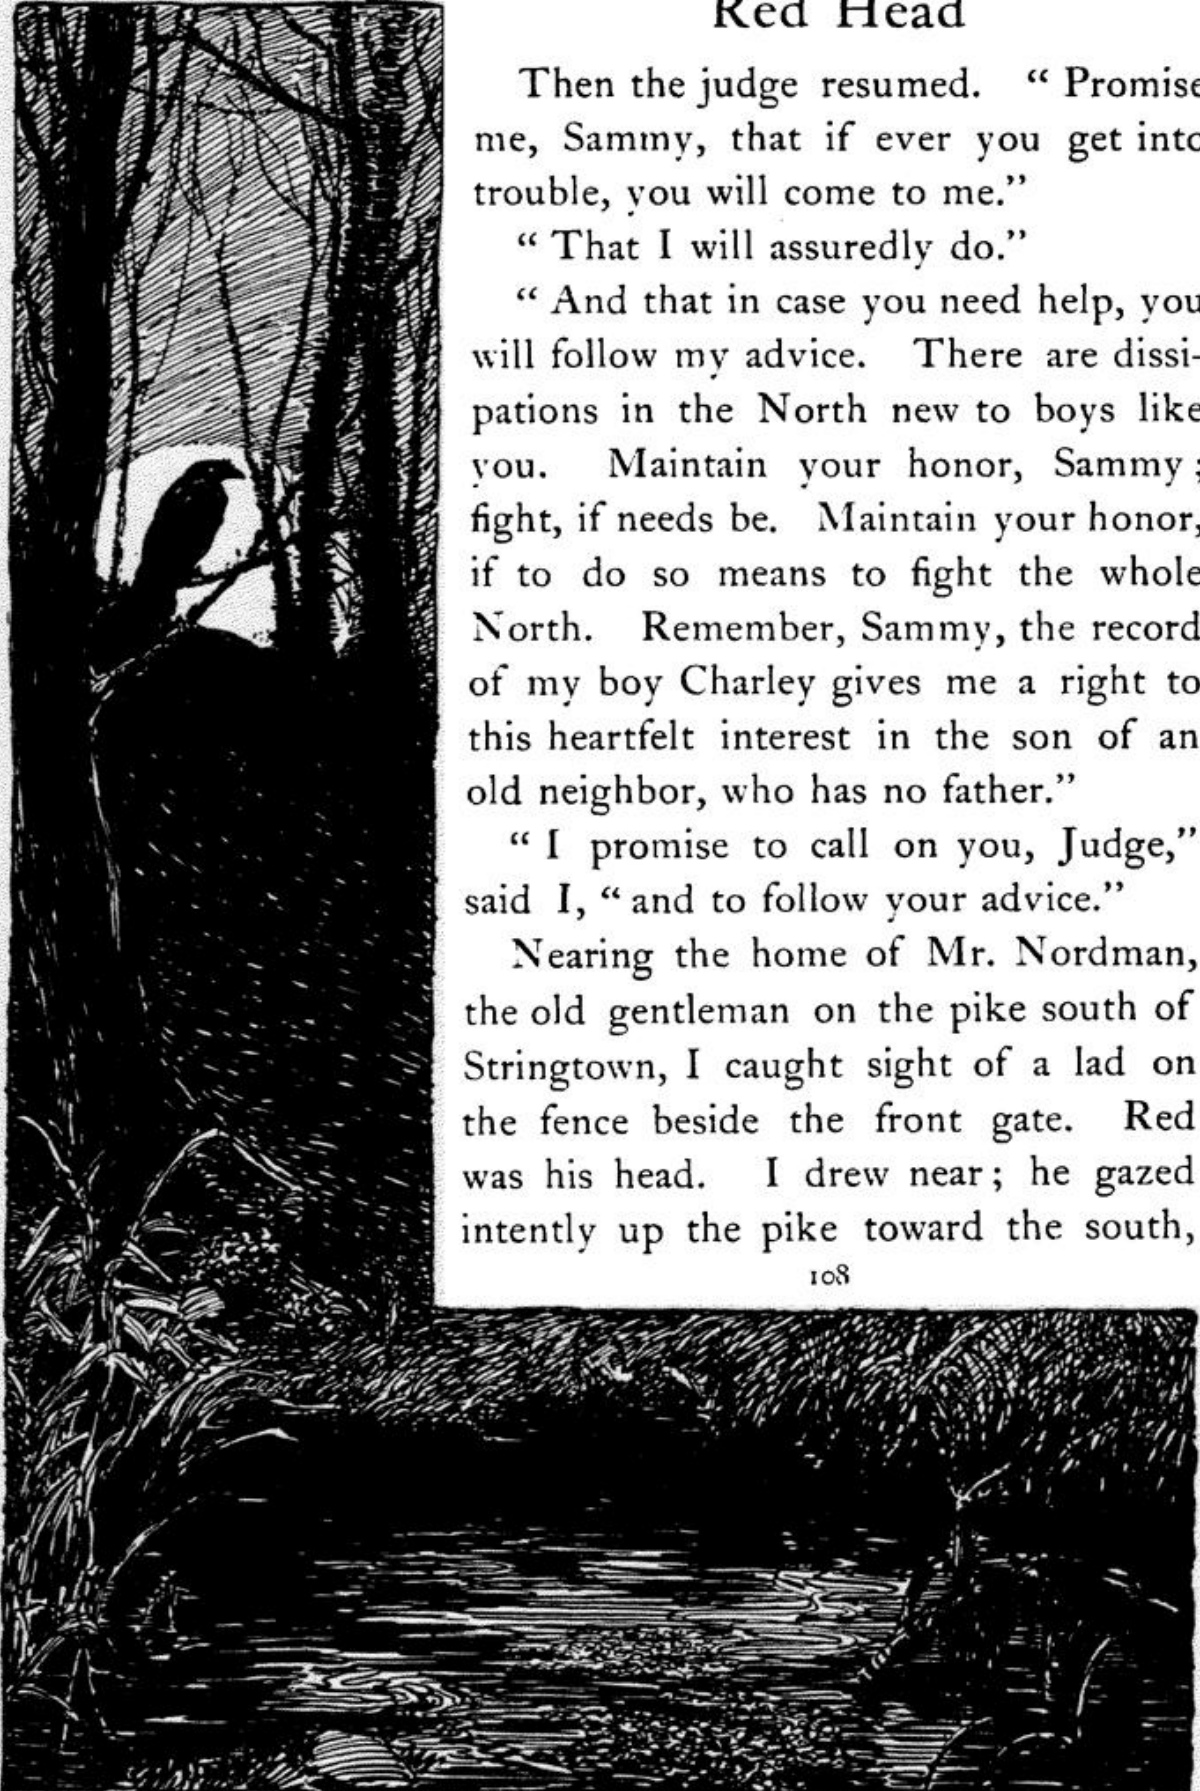 Red Head
Then the judge resumed. “Promise
me, Sammy, that if ever you get into
trouble, you will come to me.”
“That I will assuredly do.”
“And that in case you need help, you
will follow my advice. There are dissi-
pations in the North new to boys like
you. Maintain your honor, Sammy;
fight, if needs be. Maintain your honor,
if to do so means to fight the whole
North. Remember, Sammy, the record
of my boy Charley gives me a right to
this heartfelt interest in the son of an
old neighbor, who has no father.”
“I promise to call on you, Judge,”
said I, “and to follow your advice.”
Nearing the home of Mr. Nordman,
the old gentleman on the pike south of
Stringtown, I caught sight of a lad on
the fence beside the front gate. Red
was his head. I drew near; he gazed
intently up the pike toward the south,
108